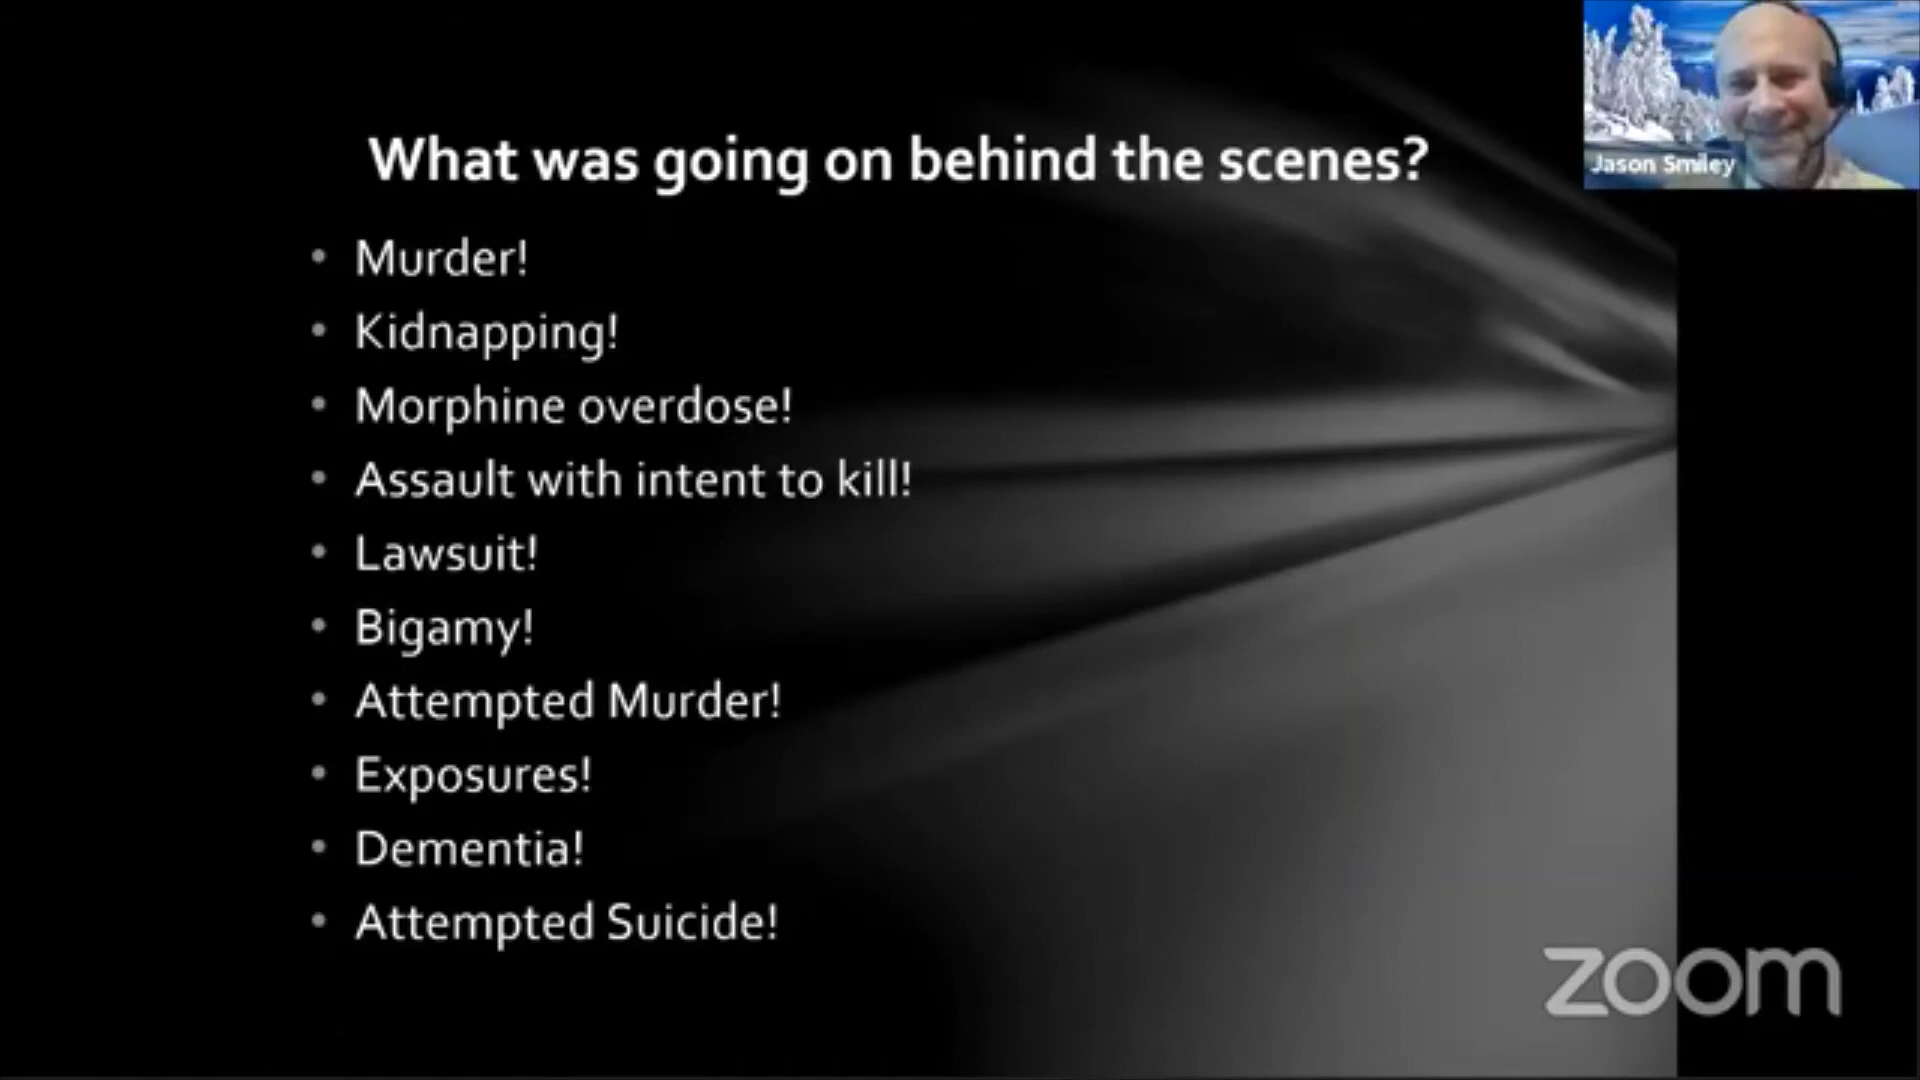 What was going on behind the scenes?
Jason Smiley
• Murder!
• Kidnapping!
• Morphine overdose!
• Assault with intent to kill!
• Lawsuit!
• Bigamy!
• Attempted Murder!
• Exposures!
• Dementia!
• Attempted Suicide!
zoom